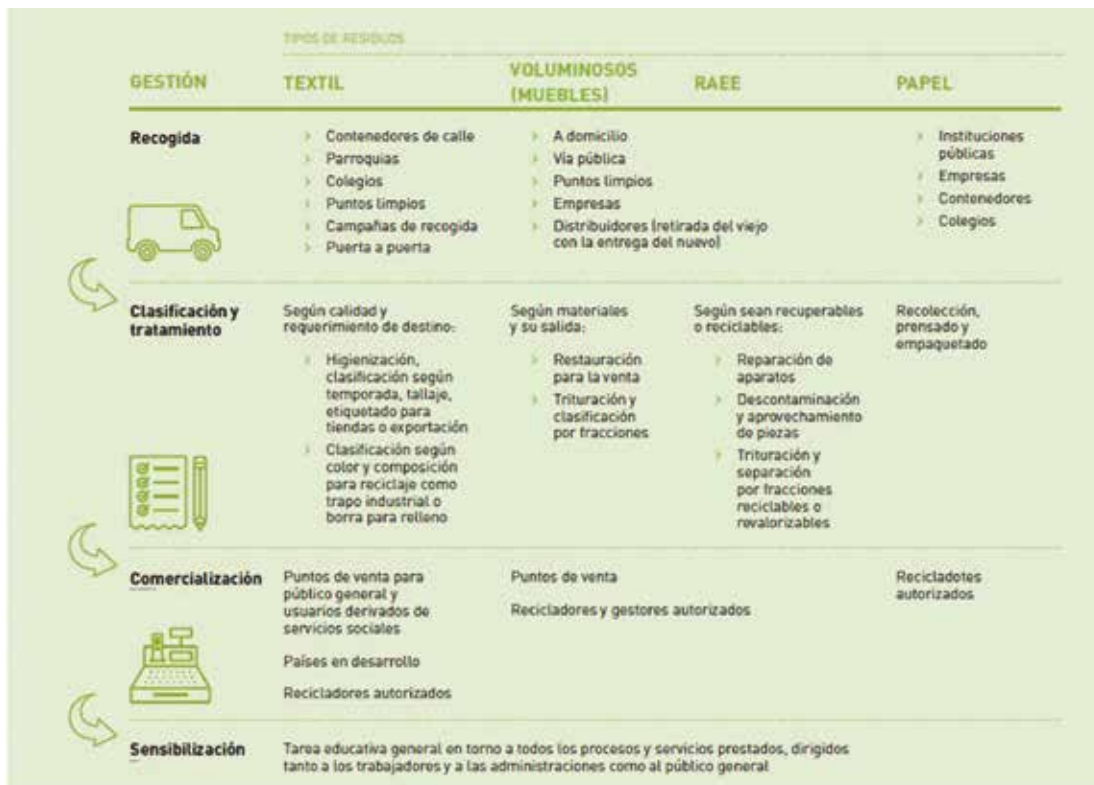 TIPOS DE RESIDUOS
GESTIÓN
TEXTIL
VOLUMINOSOS
(MUEBLES)
RAEE
PAPEL
Recogida
› Contenedores de calle
› Parroquias
› Colegios
› Puntos limpios
› Campañas de recogida
› Puerta a puerta
› A domicilio
› Vía pública
› Puntos limpios
› Empresas
› Distribuidores (retirada del viejo
con la entrega del nuevo)
› Instituciones
públicas
› Empresas
› Contenedores
› Colegios
Clasificación y
tratamiento
Según calidad y
requerimiento de destino:
› Higienización,
clasificación según
temporada, tallaje,
etiquetado para
tiendas o exportación
› Clasificación según
color y composición
para reciclaje como
trapo industrial o
borra para relleno
Según materiales
y su salida:
› Restauración
para la venta
› Trituración y
clasificación
por fracciones
Según sean recuperables
o reciclables:
› Reparación de
aparatos
› Descontaminación
y aprovechamiento
de piezas
› Trituración y
separación
por fracciones
reciclables o
revalorizables
Recolección,
prensado y
empaquetado
Comercialización
Puntos de venta para
público general y
usuarios derivados de
servicios sociales
Países en desarrollo
Recicladores autorizados
Puntos de venta
Recicladores y gestores autorizados
Recicladotes
autorizados
Sensibilización
Tarea educativa general en torno a todos los procesos y servicios prestados, dirigidos
tanto a los trabajadores y a las administraciones como al público general